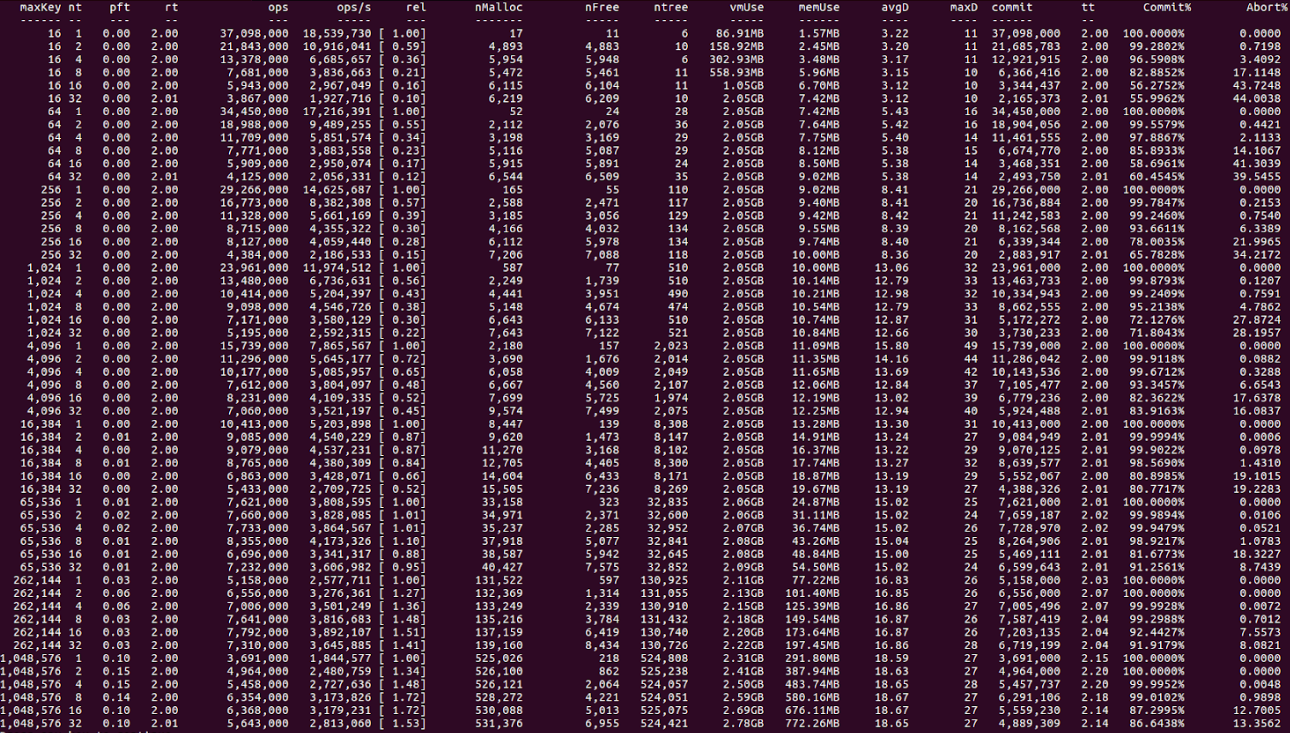 maxKey nt pft rt ops ops/s rel nMalloc nFree ntree vmUse memUse avgD maxD commit tt Commit% Abort%
------ -- --- -- --- ----- --- ------- ----- ----- ----- ------ ---- ---- ------ -- ------- ------
16 1 0.00 2.00 37,098,000 18,539,730 [ 1.00] 17 11 6 86.91MB 1.57MB 3.22 11 37,098,000 2.00 100.0000% 0.0000
16 2 0.00 2.00 21,843,000 10,916,041 [ 0.59] 4,893 4,883 10 158.92MB 2.45MB 3.20 11 21,685,783 2.00 99.2802% 0.7198
16 4 0.00 2.00 13,378,000 6,685,657 [ 0.36] 5,954 5,948 6 302.93MB 3.48MB 3.17 11 12,921,915 2.00 96.5908% 3.4092
16 8 0.00 2.00 7,681,000 3,836,663 [ 0.21] 5,472 5,461 11 558.93MB 5.96MB 3.15 10 6,366,416 2.00 82.8852% 17.1148
16 16 0.00 2.00 5,943,000 2,967,049 [ 0.16] 6,115 6,104 11 1.05GB 6.70MB 3.12 10 3,344,437 2.00 56.2752% 43.7248
16 32 0.00 2.01 3,867,000 1,927,716 [ 0.10] 6,219 6,209 10 2.05GB 7.42MB 3.12 10 2,165,373 2.01 55.9962% 44.0038
64 1 0.00 2.00 34,450,000 17,216,391 [ 1.00] 52 24 28 2.05GB 7.42MB 5.43 16 34,450,000 2.00 100.0000% 0.0000
64 2 0.00 2.00 18,988,000 9,489,255 [ 0.55] 2,112 2,076 36 2.05GB 7.64MB 5.42 16 18,904,056 2.00 99.5579% 0.4421
64 4 0.00 2.00 11,709,000 5,851,574 [ 0.34] 3,198 3,169 29 2.05GB 7.75MB 5.40 14 11,461,555 2.00 97.8867% 2.1133
64 8 0.00 2.00 7,771,000 3,883,558 [ 0.23] 5,116 5,087 29 2.05GB 8.12MB 5.38 15 6,674,770 2.00 85.8933% 14.1067
64 16 0.00 2.00 5,909,000 2,950,074 [ 0.17] 5,915 5,891 24 2.05GB 8.50MB 5.38 14 3,468,351 2.00 58.6961% 41.3039
64 32 0.00 2.01 4,125,000 2,056,331 [ 0.12] 6,544 6,509 35 2.05GB 9.02MB 5.38 14 2,493,750 2.01 60.4545% 39.5455
256 1 0.00 2.00 29,266,000 14,625,687 [ 1.00] 165 55 110 2.05GB 9.02MB 8.41 21 29,266,000 2.00 100.0000% 0.0000
256 2 0.00 2.00 16,773,000 8,382,308 [ 0.57] 2,588 2,471 117 2.05GB 9.40MB 8.41 20 16,736,884 2.00 99.7847% 0.2153
256 4 0.00 2.00 11,328,000 5,661,169 [ 0.39] 3,185 3,056 129 2.05GB 9.42MB 8.42 21 11,242,583 2.00 99.2460% 0.7540
256 8 0.00 2.00 8,715,000 4,355,322 [ 0.30] 4,166 4,032 134 2.05GB 9.55MB 8.39 20 8,162,568 2.00 93.6611% 6.3389
256 16 0.00 2.00 8,127,000 4,059,440 [ 0.28] 6,112 5,978 134 2.05GB 9.74MB 8.40 21 6,339,344 2.00 78.0035% 21.9965
256 32 0.00 2.00 4,384,000 2,186,533 [ 0.15] 7,206 7,088 118 2.05GB 10.00MB 8.36 20 2,883,917 2.01 65.7828% 34.2172
1,024 1 0.00 2.00 23,961,000 11,974,512 [ 1.00] 587 77 510 2.05GB 10.00MB 13.06 32 23,961,000 2.00 100.0000% 0.0000
1,024 2 0.00 2.00 13,480,000 6,736,631 [ 0.56] 2,249 1,739 510 2.05GB 10.14MB 12.79 33 13,463,733 2.00 99.8793% 0.1207
1,024 4 0.00 2.00 10,414,000 5,204,397 [ 0.43] 4,441 3,951 490 2.05GB 10.21MB 12.98 32 10,334,943 2.00 99.2409% 0.7591
1,024 8 0.00 2.00 9,098,000 4,546,726 [ 0.38] 5,148 4,674 474 2.05GB 10.54MB 12.79 33 8,662,555 2.00 95.2138% 4.7862
1,024 16 0.00 2.00 7,171,000 3,580,129 [ 0.30] 6,643 6,133 510 2.05GB 10.74MB 12.87 31 5,172,272 2.00 72.1276% 27.8724
1,024 32 0.00 2.00 5,195,000 2,592,315 [ 0.22] 7,643 7,122 521 2.05GB 10.84MB 12.66 30 3,730,233 2.00 71.8043% 28.1957
4,096 1 0.00 2.00 15,739,000 7,865,567 [ 1.00] 2,180 157 2,023 2.05GB 11.09MB 15.80 49 15,739,000 2.00 100.0000% 0.0000
4,096 2 0.00 2.00 11,296,000 5,645,177 [ 0.72] 3,690 1,676 2,014 2.05GB 11.35MB 14.16 44 11,286,042 2.00 99.9118% 0.0882
4,096 4 0.00 2.00 10,177,000 5,085,957 [ 0.65] 6,058 4,009 2,049 2.05GB 11.65MB 13.69 42 10,143,536 2.00 99.6712% 0.3288
4,096 8 0.00 2.00 7,612,000 3,804,097 [ 0.48] 6,667 4,560 2,107 2.05GB 12.06MB 12.84 37 7,105,477 2.00 93.3457% 6.6543
4,096 16 0.00 2.00 8,231,000 4,109,335 [ 0.52] 7,699 5,725 1,974 2.05GB 12.19MB 13.02 39 6,779,236 2.00 82.3622% 17.6378
4,096 32 0.00 2.00 7,060,000 3,521,197 [ 0.45] 9,574 7,499 2,075 2.05GB 12.25MB 12.94 40 5,924,488 2.01 83.9163% 16.0837
16,384 1 0.00 2.00 10,413,000 5,203,898 [ 1.00] 8,447 139 8,308 2.05GB 13.28MB 13.30 31 10,413,000 2.00 100.0000% 0.0000
16,384 2 0.01 2.00 9,085,000 4,540,229 [ 0.87] 9,620 1,473 8,147 2.05GB 14.91MB 13.24 27 9,084,949 2.01 99.9994% 0.0006
16,384 4 0.00 2.00 9,079,000 4,537,231 [ 0.87] 11,270 3,168 8,102 2.05GB 16.37MB 13.22 29 9,070,125 2.01 99.9022% 0.0978
16,384 8 0.01 2.00 8,765,000 4,380,309 [ 0.84] 12,705 4,405 8,300 2.05GB 17.74MB 13.27 32 8,639,577 2.01 98.5690% 1.4310
16,384 16 0.00 2.00 6,863,000 3,428,071 [ 0.66] 14,604 6,433 8,171 2.05GB 18.87MB 13.19 29 5,552,067 2.00 80.8985% 19.1015
16,384 32 0.00 2.00 5,433,000 2,709,725 [ 0.52] 15,505 7,236 8,269 2.05GB 19.67MB 13.19 27 4,388,326 2.01 80.7717% 19.2283
65,536 1 0.01 2.00 7,621,000 3,808,595 [ 1.00] 33,158 323 32,835 2.06GB 24.87MB 15.02 25 7,621,000 2.01 100.0000% 0.0000
65,536 2 0.02 2.00 7,660,000 3,828,085 [ 1.01] 34,971 2,371 32,600 2.06GB 31.11MB 15.02 24 7,659,187 2.02 99.9894% 0.0106
65,536 4 0.02 2.00 7,733,000 3,864,567 [ 1.01] 35,237 2,285 32,952 2.07GB 36.74MB 15.02 26 7,728,970 2.02 99.9479% 0.0521
65,536 8 0.01 2.00 8,355,000 4,173,326 [ 1.10] 37,918 5,077 32,841 2.08GB 43.26MB 15.04 25 8,264,906 2.01 98.9217% 1.0783
65,536 16 0.01 2.00 6,696,000 3,341,317 [ 0.88] 38,587 5,942 32,645 2.08GB 48.84MB 15.00 25 5,469,111 2.01 81.6773% 18.3227
65,536 32 0.01 2.00 7,232,000 3,606,982 [ 0.95] 40,427 7,575 32,852 2.09GB 54.50MB 15.02 24 6,599,643 2.01 91.2561% 8.7439
262,144 1 0.03 2.00 5,158,000 2,577,711 [ 1.00] 131,522 597 130,925 2.11GB 77.22MB 16.83 26 5,158,000 2.03 100.0000% 0.0000
262,144 2 0.06 2.00 6,556,000 3,276,361 [ 1.27] 132,369 1,314 131,055 2.13GB 101.40MB 16.85 26 6,556,000 2.07 100.0000% 0.0000
262,144 4 0.06 2.00 7,006,000 3,501,249 [ 1.36] 133,249 2,339 130,910 2.15GB 125.39MB 16.86 27 7,005,496 2.07 99.9928% 0.0072
262,144 8 0.03 2.00 7,641,000 3,816,683 [ 1.48] 135,216 3,784 131,432 2.18GB 149.54MB 16.87 26 7,587,419 2.04 99.2988% 0.7012
262,144 16 0.03 2.00 7,792,000 3,892,107 [ 1.51] 137,159 6,419 130,740 2.20GB 173.64MB 16.87 26 7,203,135 2.04 92.4427% 7.5573
262,144 32 0.03 2.00 7,310,000 3,645,885 [ 1.41] 139,160 8,434 130,726 2.22GB 197.45MB 16.86 28 6,719,199 2.04 91.9179% 8.0821
1,048,576 1 0.10 2.00 3,691,000 1,844,577 [ 1.00] 525,026 218 524,808 2.31GB 291.80MB 18.59 27 3,691,000 2.15 100.0000% 0.0000
1,048,576 2 0.15 2.00 4,964,000 2,480,759 [ 1.34] 526,100 862 525,238 2.41GB 387.94MB 18.63 27 4,964,000 2.20 100.0000% 0.0000
1,048,576 4 0.15 2.00 5,458,000 2,727,636 [ 1.48] 526,121 2,064 524,057 2.50GB 483.74MB 18.65 28 5,457,737 2.20 99.9952% 0.0048
1,048,576 8 0.14 2.00 6,354,000 3,173,826 [ 1.72] 528,272 4,221 524,051 2.59GB 580.16MB 18.67 27 6,291,106 2.18 99.0102% 0.9898
1,048,576 16 0.10 2.00 6,368,000 3,179,231 [ 1.72] 530,088 5,013 525,075 2.69GB 676.11MB 18.67 27 5,559,230 2.14 87.2995% 12.7005
1,048,576 32 0.10 2.01 5,643,000 2,813,060 [ 1.53] 531,376 6,955 524,421 2.78GB 772.26MB 18.65 27 4,889,309 2.14 86.6438% 13.3562